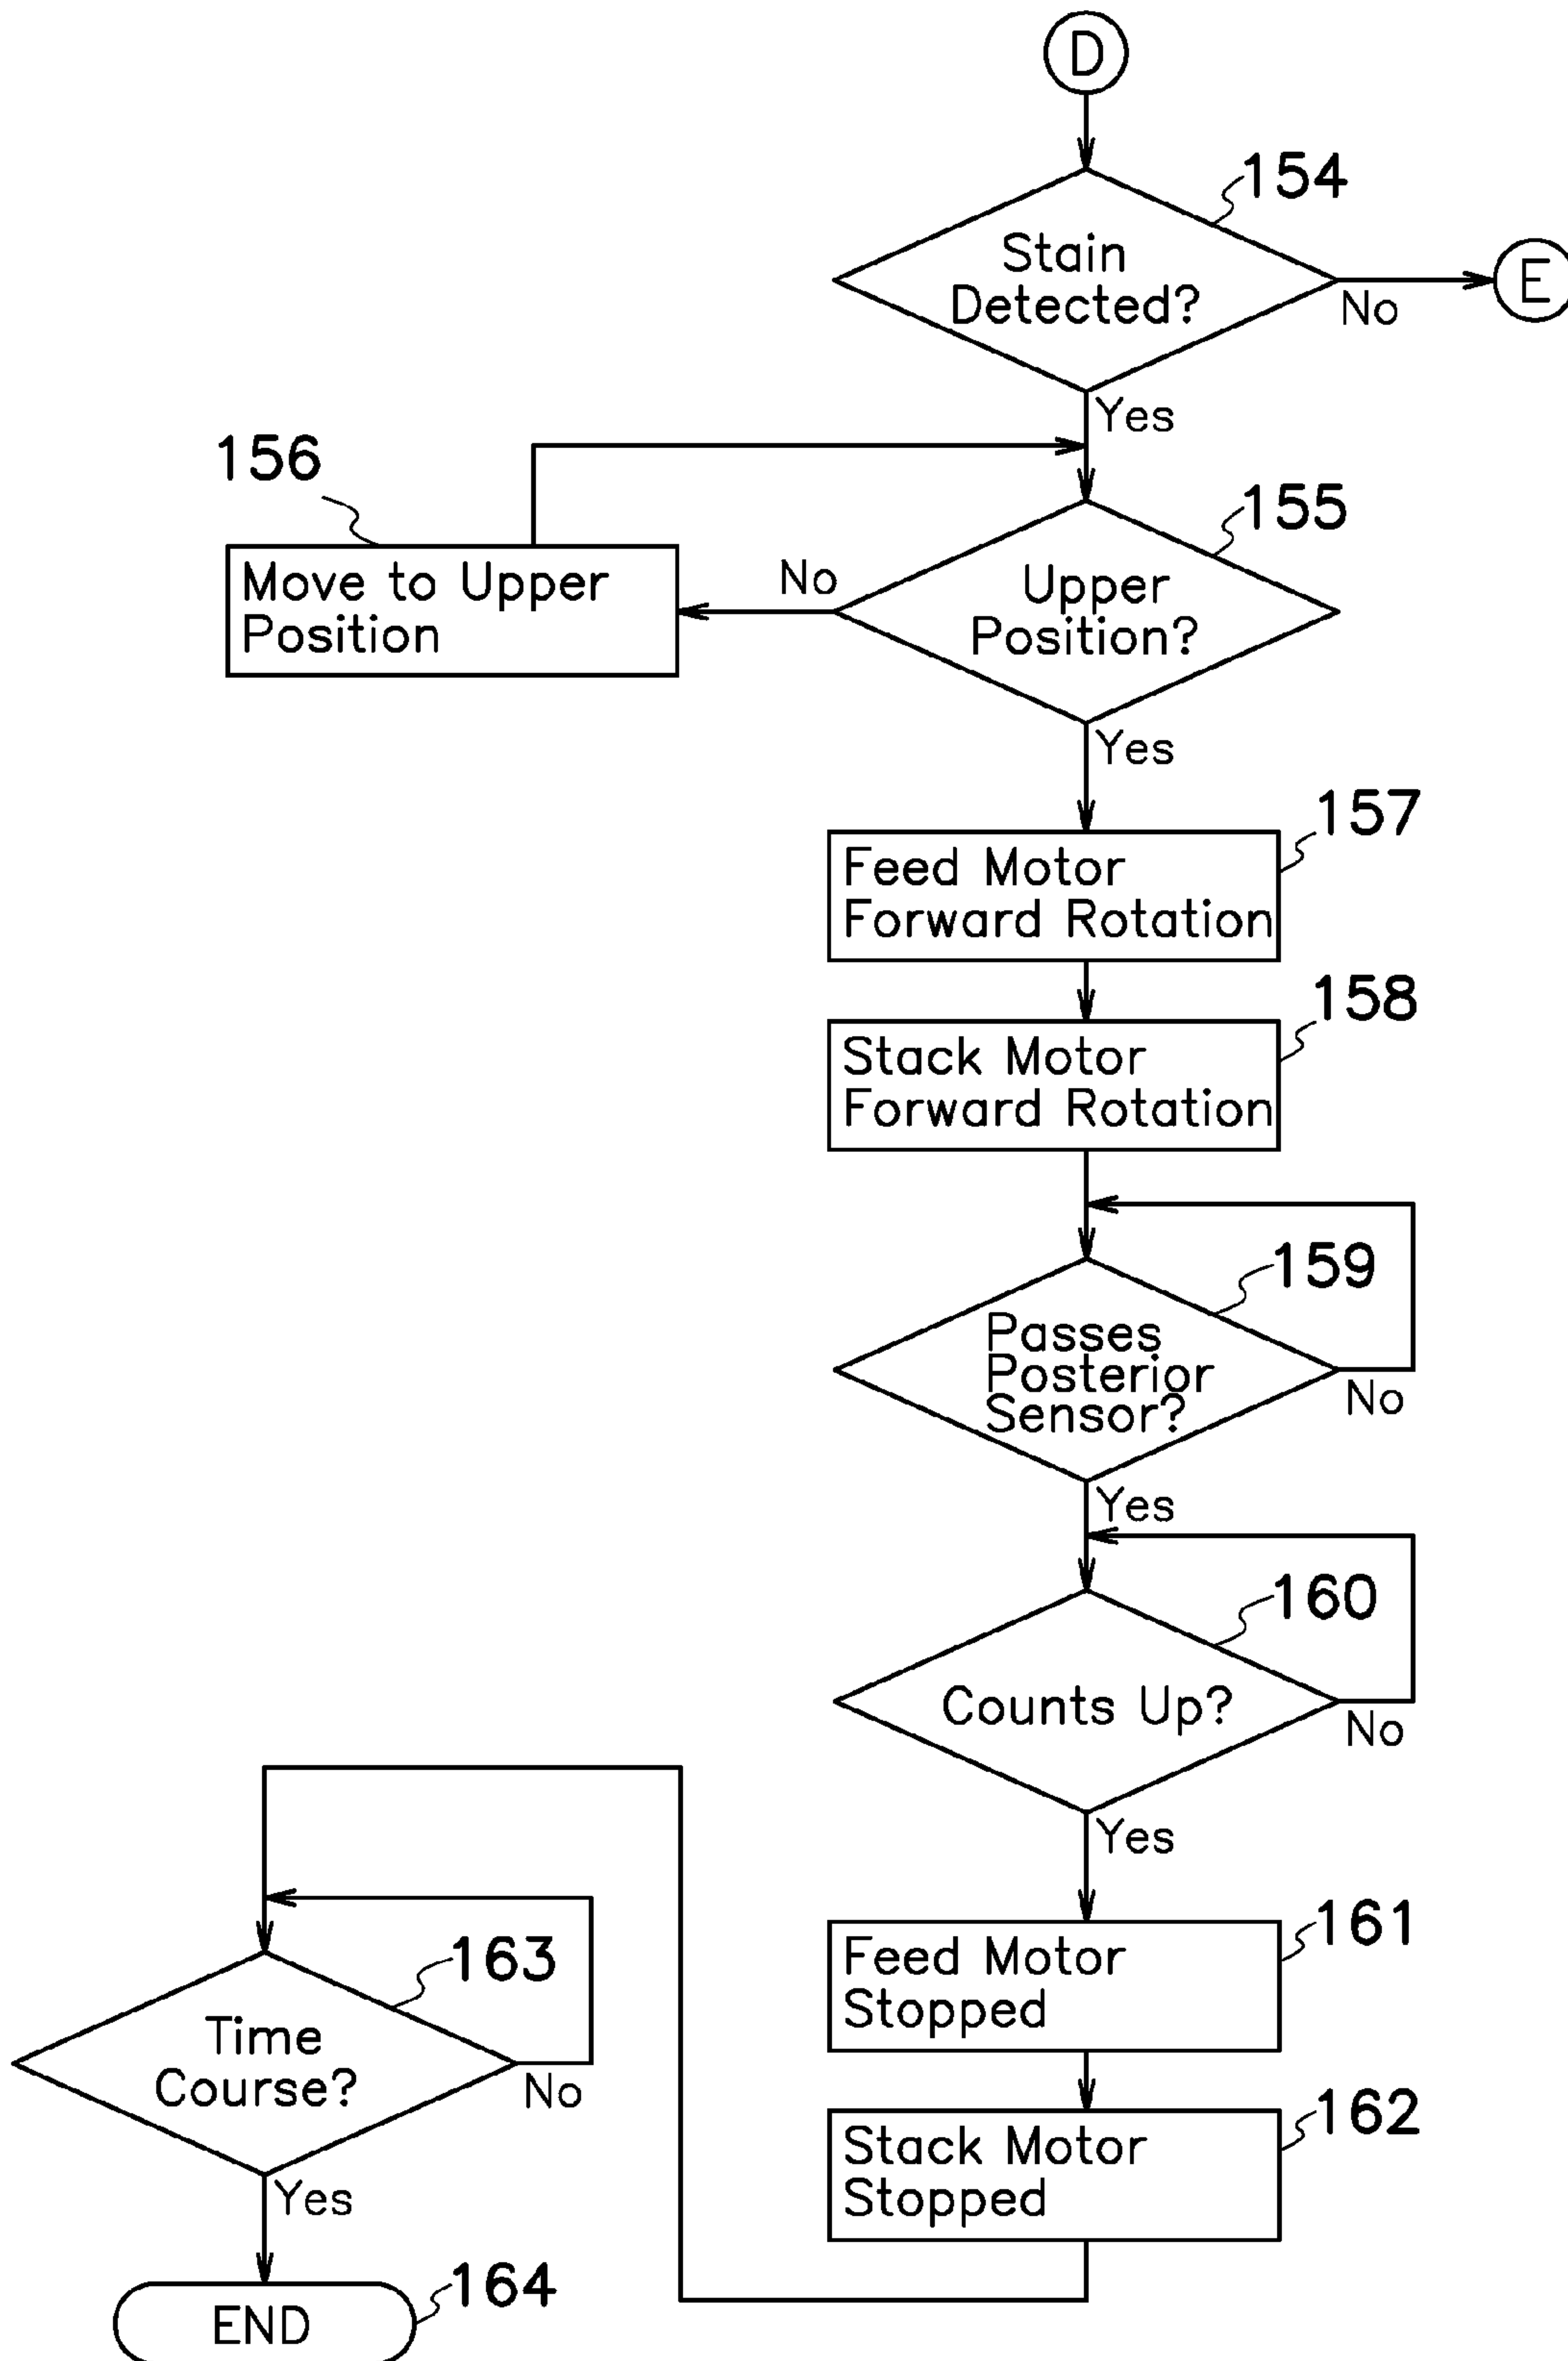 D
154
Stain
Detected?
No
E
Yes
156
155
Move to Upper
Position
No
Upper
Position?
Yes
157
Feed Motor
Forward Rotation
158
Stack Motor
Forward Rotation
159
Passes
Posterior
Sensor?
No
Yes
160
Counts Up?
No
Yes
161
Feed Motor
Stopped
162
Stack Motor
Stopped
163
Time
Course?
No
Yes
164
END